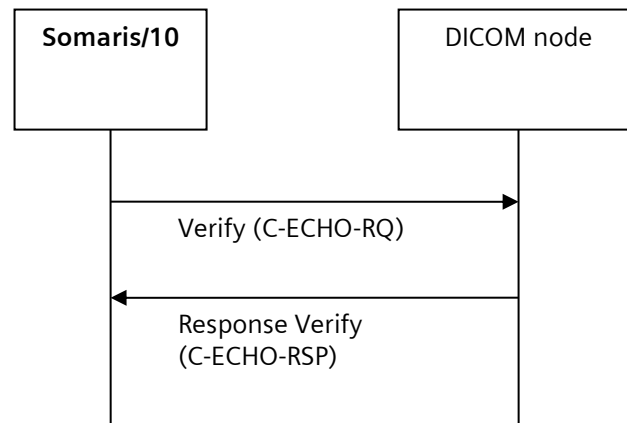 Somaris/10
DICOM node
Verify (C-ECHO-RQ)
Response Verify
(C-ECHO-RSP)